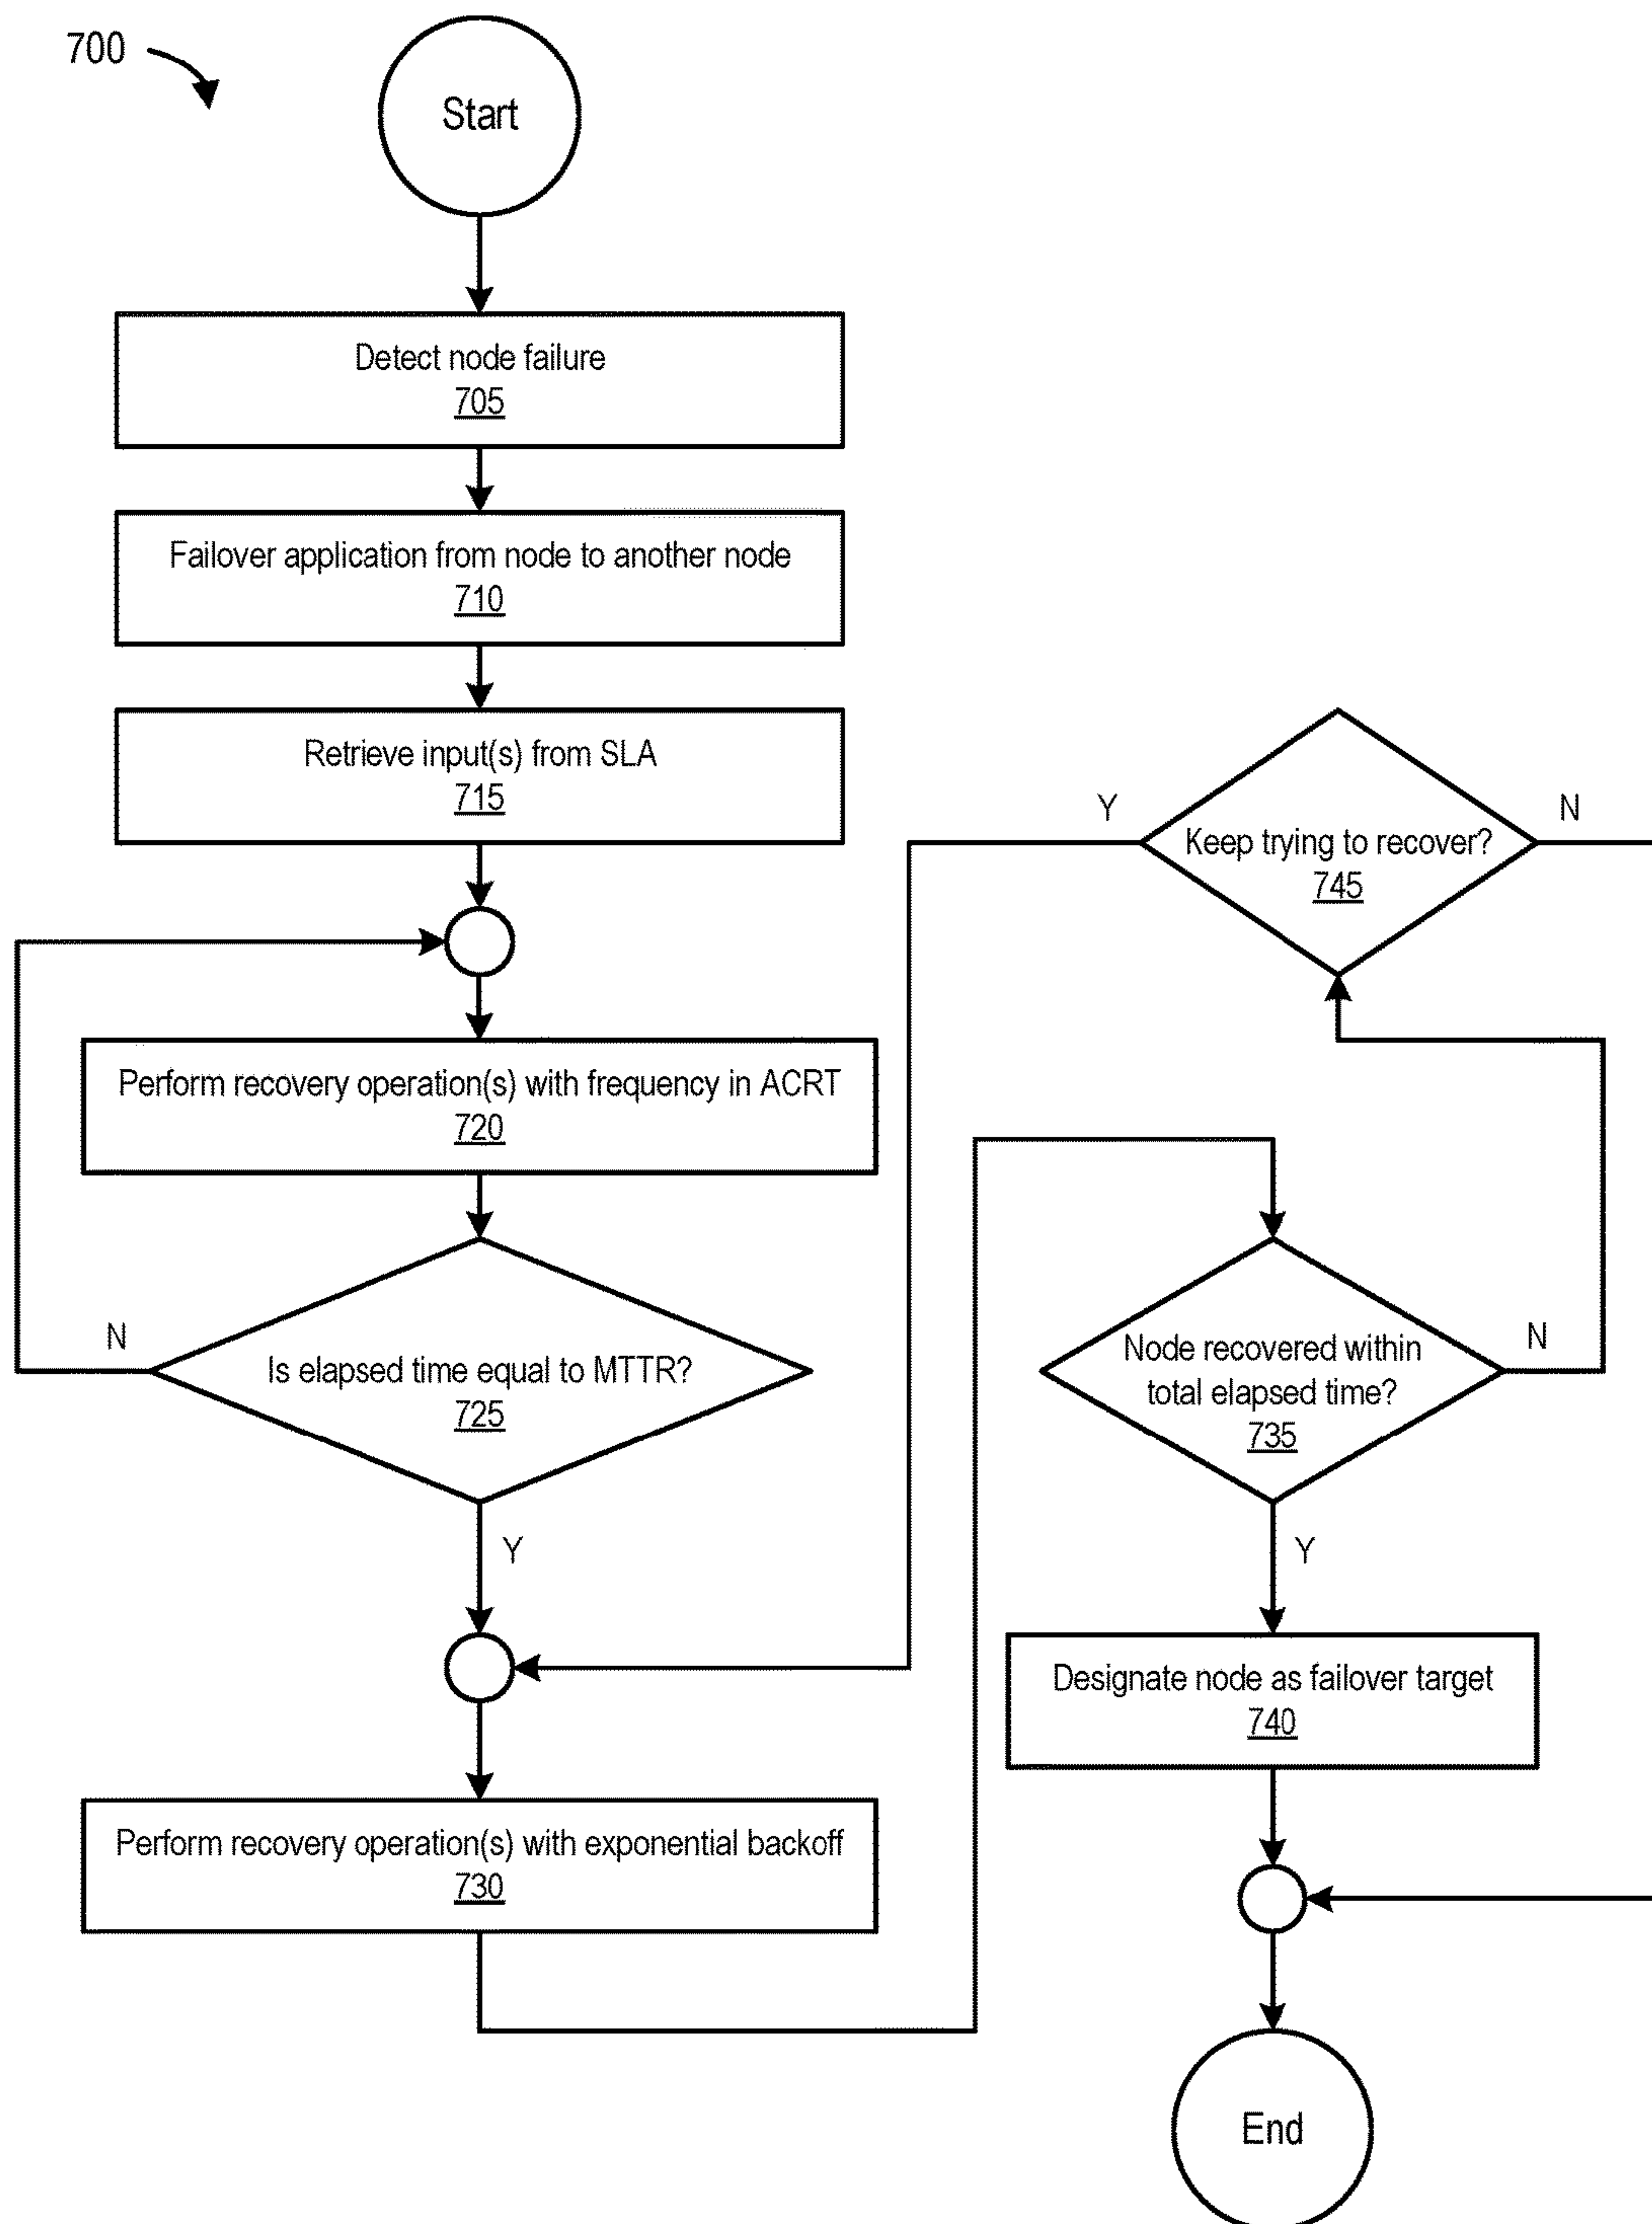 700
Start
Detect node failure
705
Failover application from node to another node
710
Retrieve input(s) from SLA
715
Perform recovery operation(s) with frequency in ACRT
720
N
Is elapsed time equal to MTTR?
725
Y
Perform recovery operation(s) with exponential backoff
730
Y
N
Keep trying to recover?
745
Node recovered within
total elapsed time?
735
N
Y
Designate node as failover target
740
End